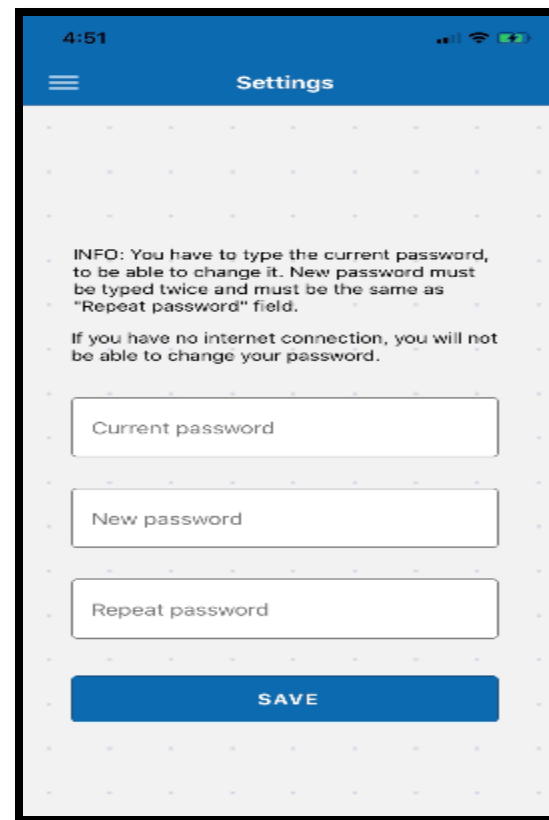 4:51
Settings
INFO: You have to type the current password,
to be able to change it. New password must
be typed twice and must be the same as
"Repeat password" field.
If you have no internet connection, you will not
be able to change your password.
Current password
New password
Repeat password
SAVE